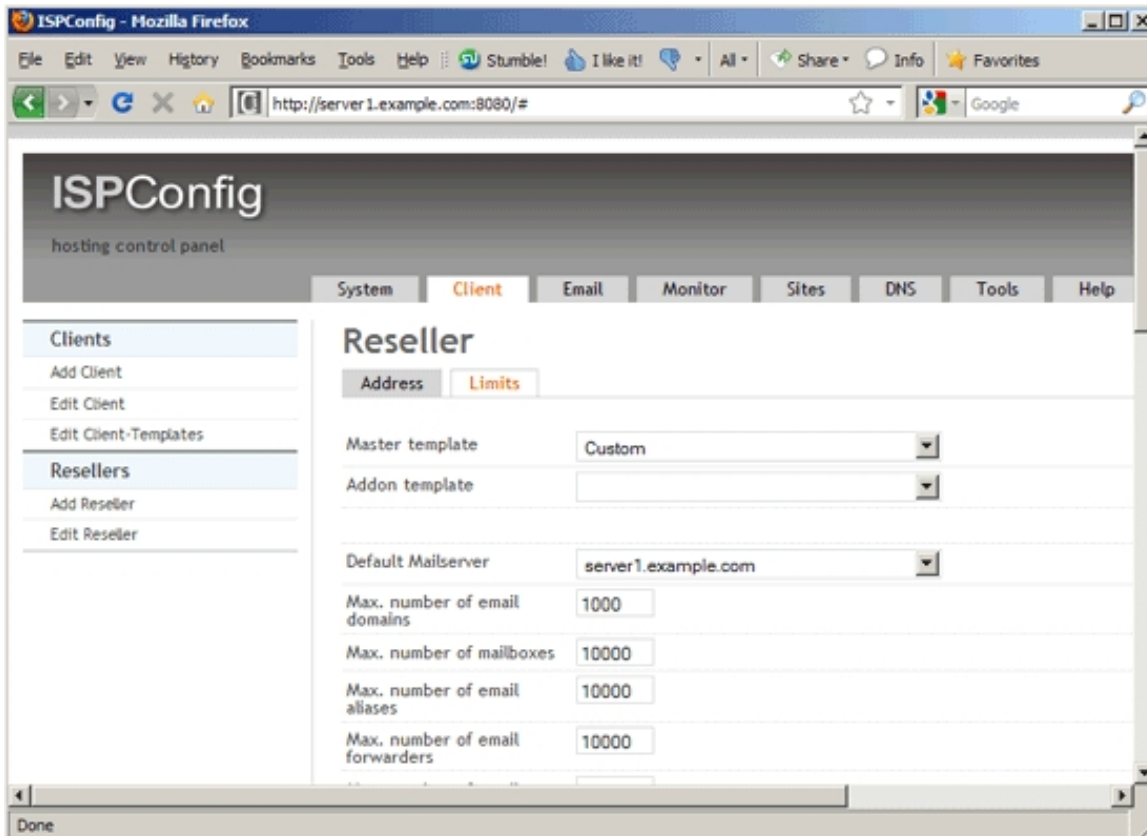 ISPConfig - Mozilla Firefox
File Edit View History Bookmarks Tools Help Stumble! I like it! All Share Info Favorites
http://server1.example.com:8080/# Google
ISPConfig
hosting control panel
System Client Email Monitor Sites DNS Tools Help
Clients
Add Client
Edit Client
Edit Client-Templates
Resellers
Add Reseller
Edit Reseller
Reseller
Address Limits
Master template Custom
Addon template
Default Mailserver server1.example.com
Max. number of email
domains 1000
Max. number of mailboxes 10000
Max. number of email
aliases 10000
Max. number of email
forwarders 10000
Done